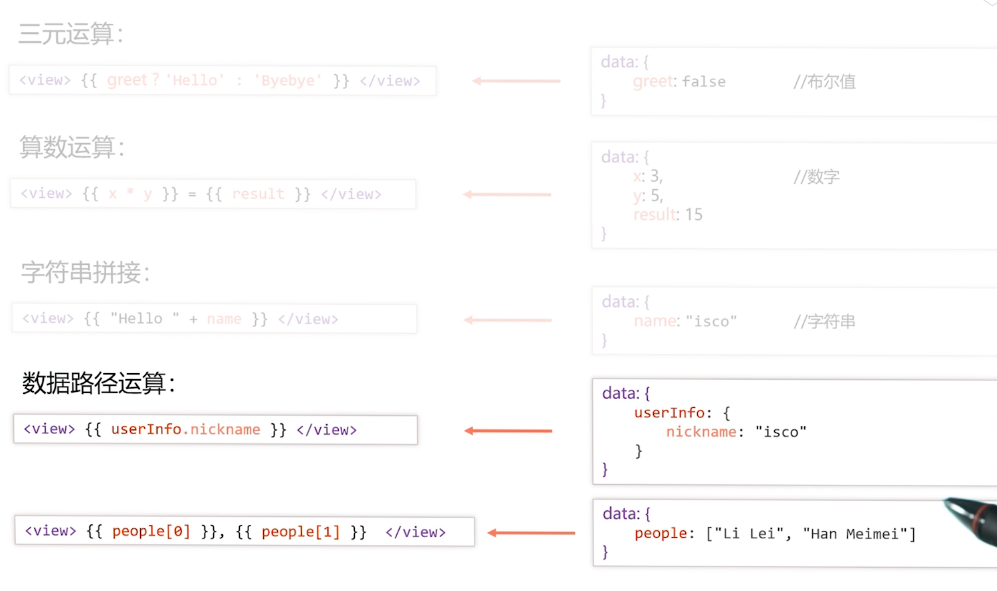 三元运算：
<view> {{ greet ? 'Hello' : 'Byebye' }} </view>
data: {
greet: false //布尔值
}
算数运算：
<view> {{ x * y }} = {{ result }} </view>
data: {
x: 3, //数字
y: 5,
result: 15
}
字符串拼接：
<view> {{ "Hello " + name }} </view>
data: {
name: "isco" //字符串
}
数据路径运算：
<view> {{ userInfo.nickname }} </view>
data: {
userInfo: {
nickname: "isco"
}
}
<view> {{ people[0] }}, {{ people[1] }} </view>
data: {
people: ["Li Lei", "Han Meimei"]
}